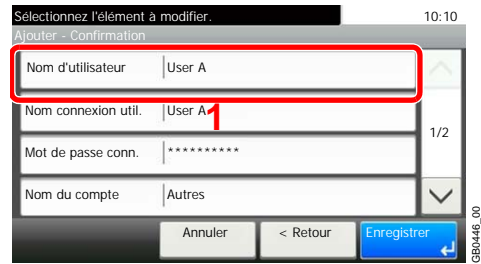 Sélectionnez l'élément à modifier. 10:10
Ajouter - Confirmation
Nom d'utilisateur User A
Nom connexion util. User A
1
1/2
Mot de passe conn. **********
Nom du compte Autres
Annuler < Retour Enregistrer
GB0446_00